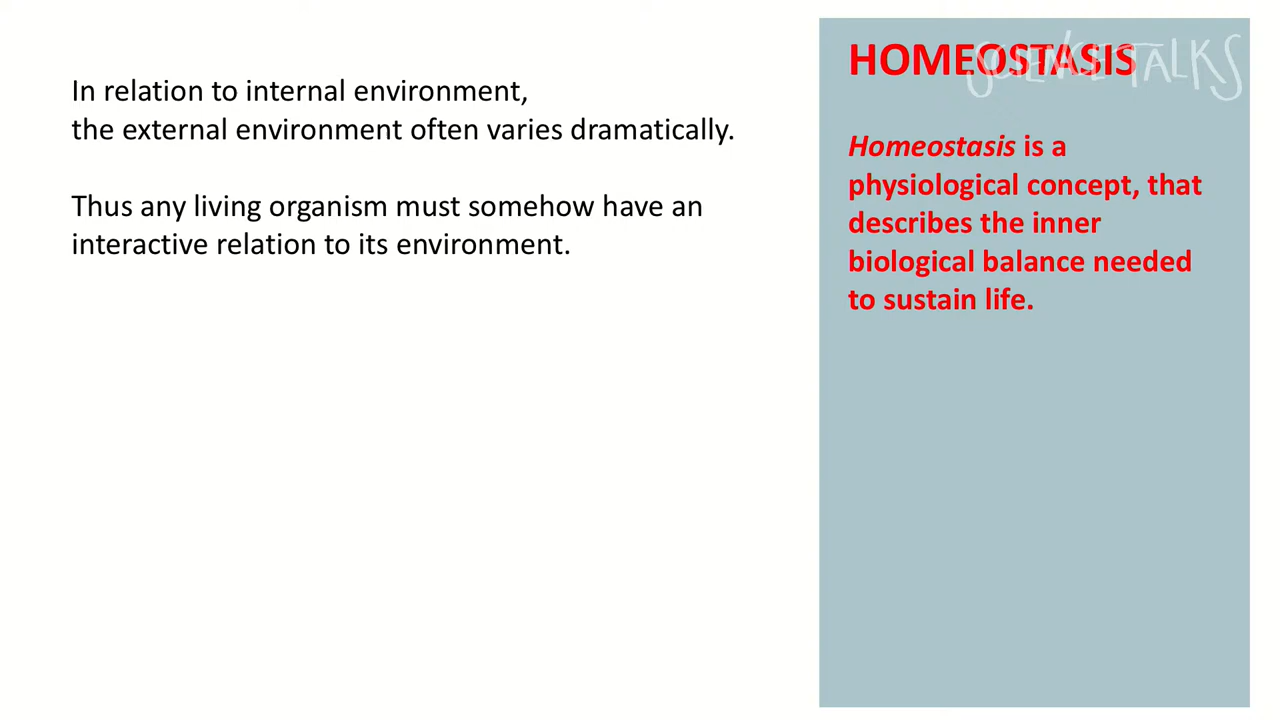 In relation to internal environment,
the external environment often varies dramatically.
Thus any living organism must somehow have an
interactive relation to its environment.
HOMEOSTASIS
SCIENCE TALKS
Homeostasis is a
physiological concept, that
describes the inner
biological balance needed
to sustain life.